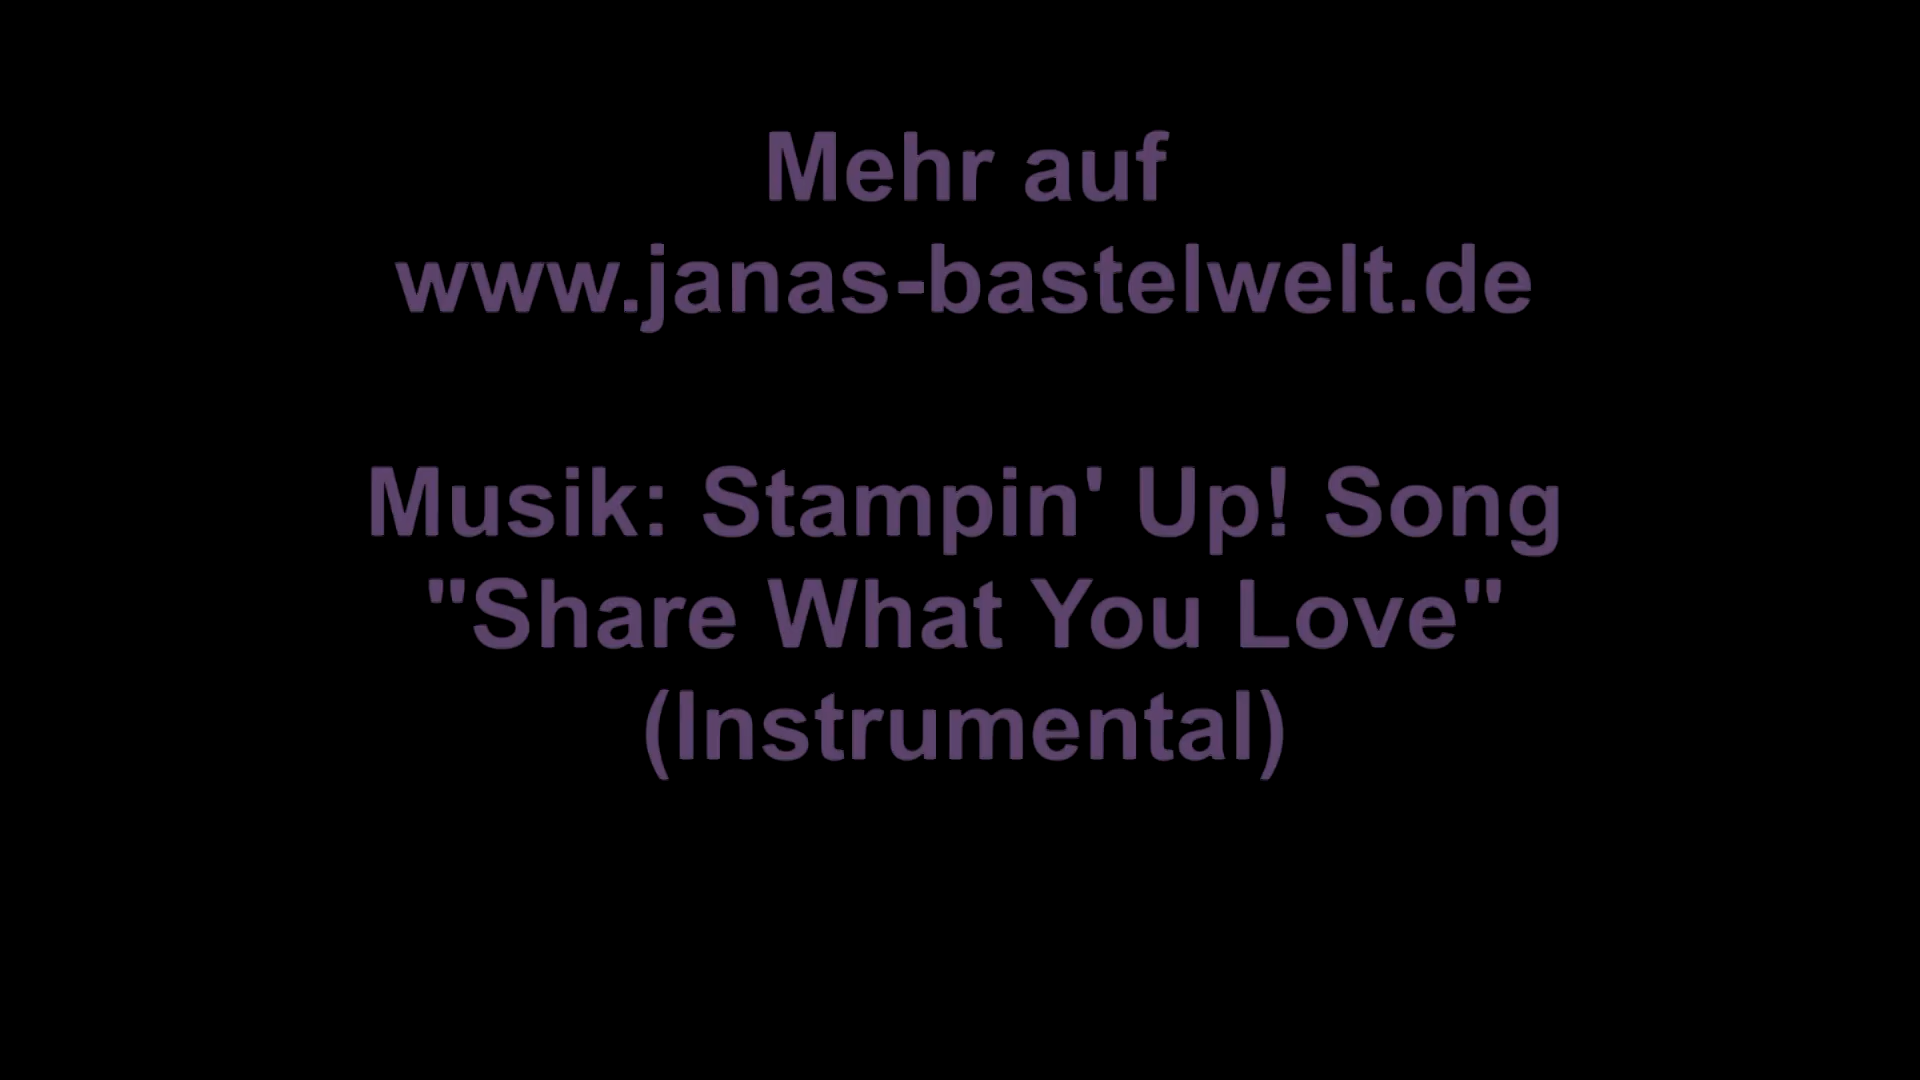 Mehr auf
www.janas-bastelwelt.de
Musik: Stampin' Up! Song
"Share What You Love"
(Instrumental)